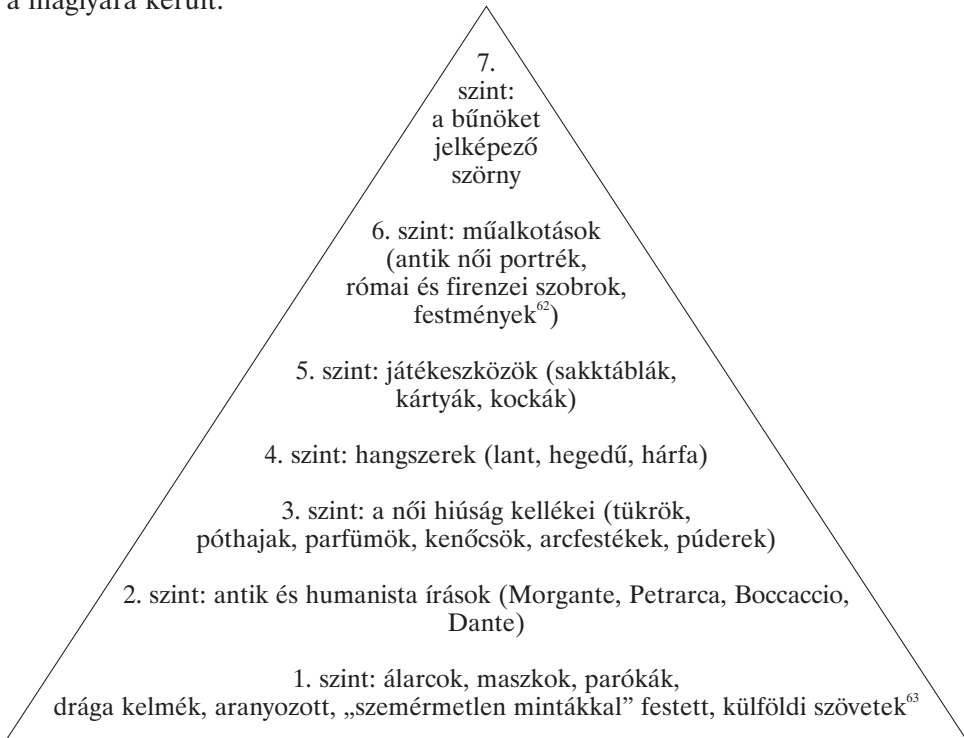 a máglyára került:
7.
szint:
a bűnöket
jelképező
szörny
6. szint: műalkotások
(antik női portrék,
római és firenzei szobrok,
festmények⁶²)
5. szint: játékeszközök (sakktáblák,
kártyák, kockák)
4. szint: hangszerek (lant, hegedű, hárfa)
3. szint: a női hiúság kellékei (tükrök,
póthajak, parfümök, kenőcsök, arcfestékek, púderek)
2. szint: antik és humanista írások (Morgante, Petrarca, Boccaccio,
Dante)
1. szint: álarcok, maszkok, parókák,
drága kelmék, aranyozott, „szemérmetlen mintákkal” festett, külföldi szövetek⁶³